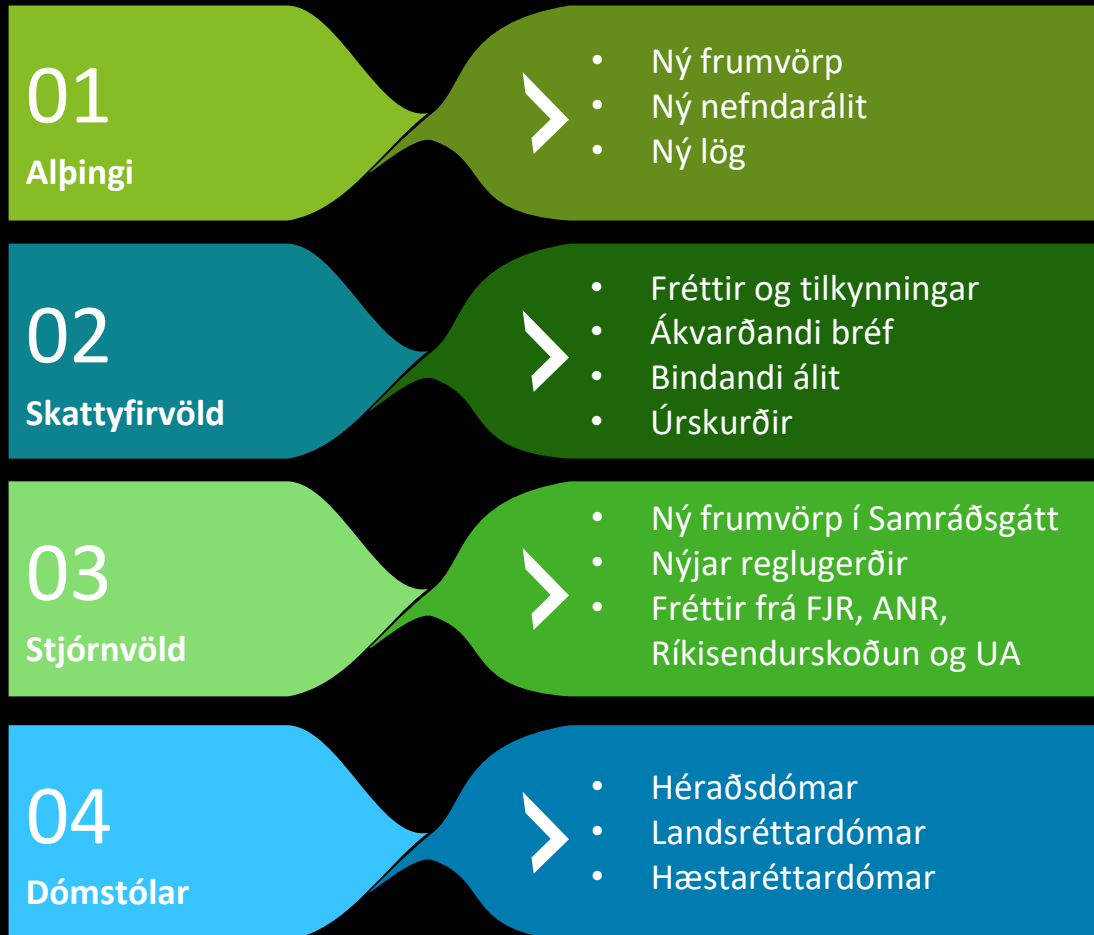 01
Alþingi
• Ný frumvörp
• Ný nefndarálit
• Ný lög
02
Skattyfirvöld
• Fréttir og tilkynningar
• Ákvarðandi bréf
• Bindandi álit
• Úrskurðir
03
Stjórnvöld
• Ný frumvörp í Samráðsgátt
• Nýjar reglugerðir
• Fréttir frá FJR, ANR,
Ríkisendurskoðun og UA
04
Dómstólar
• Héraðsdómar
• Landsréttardómar
• Hæstaréttardómar